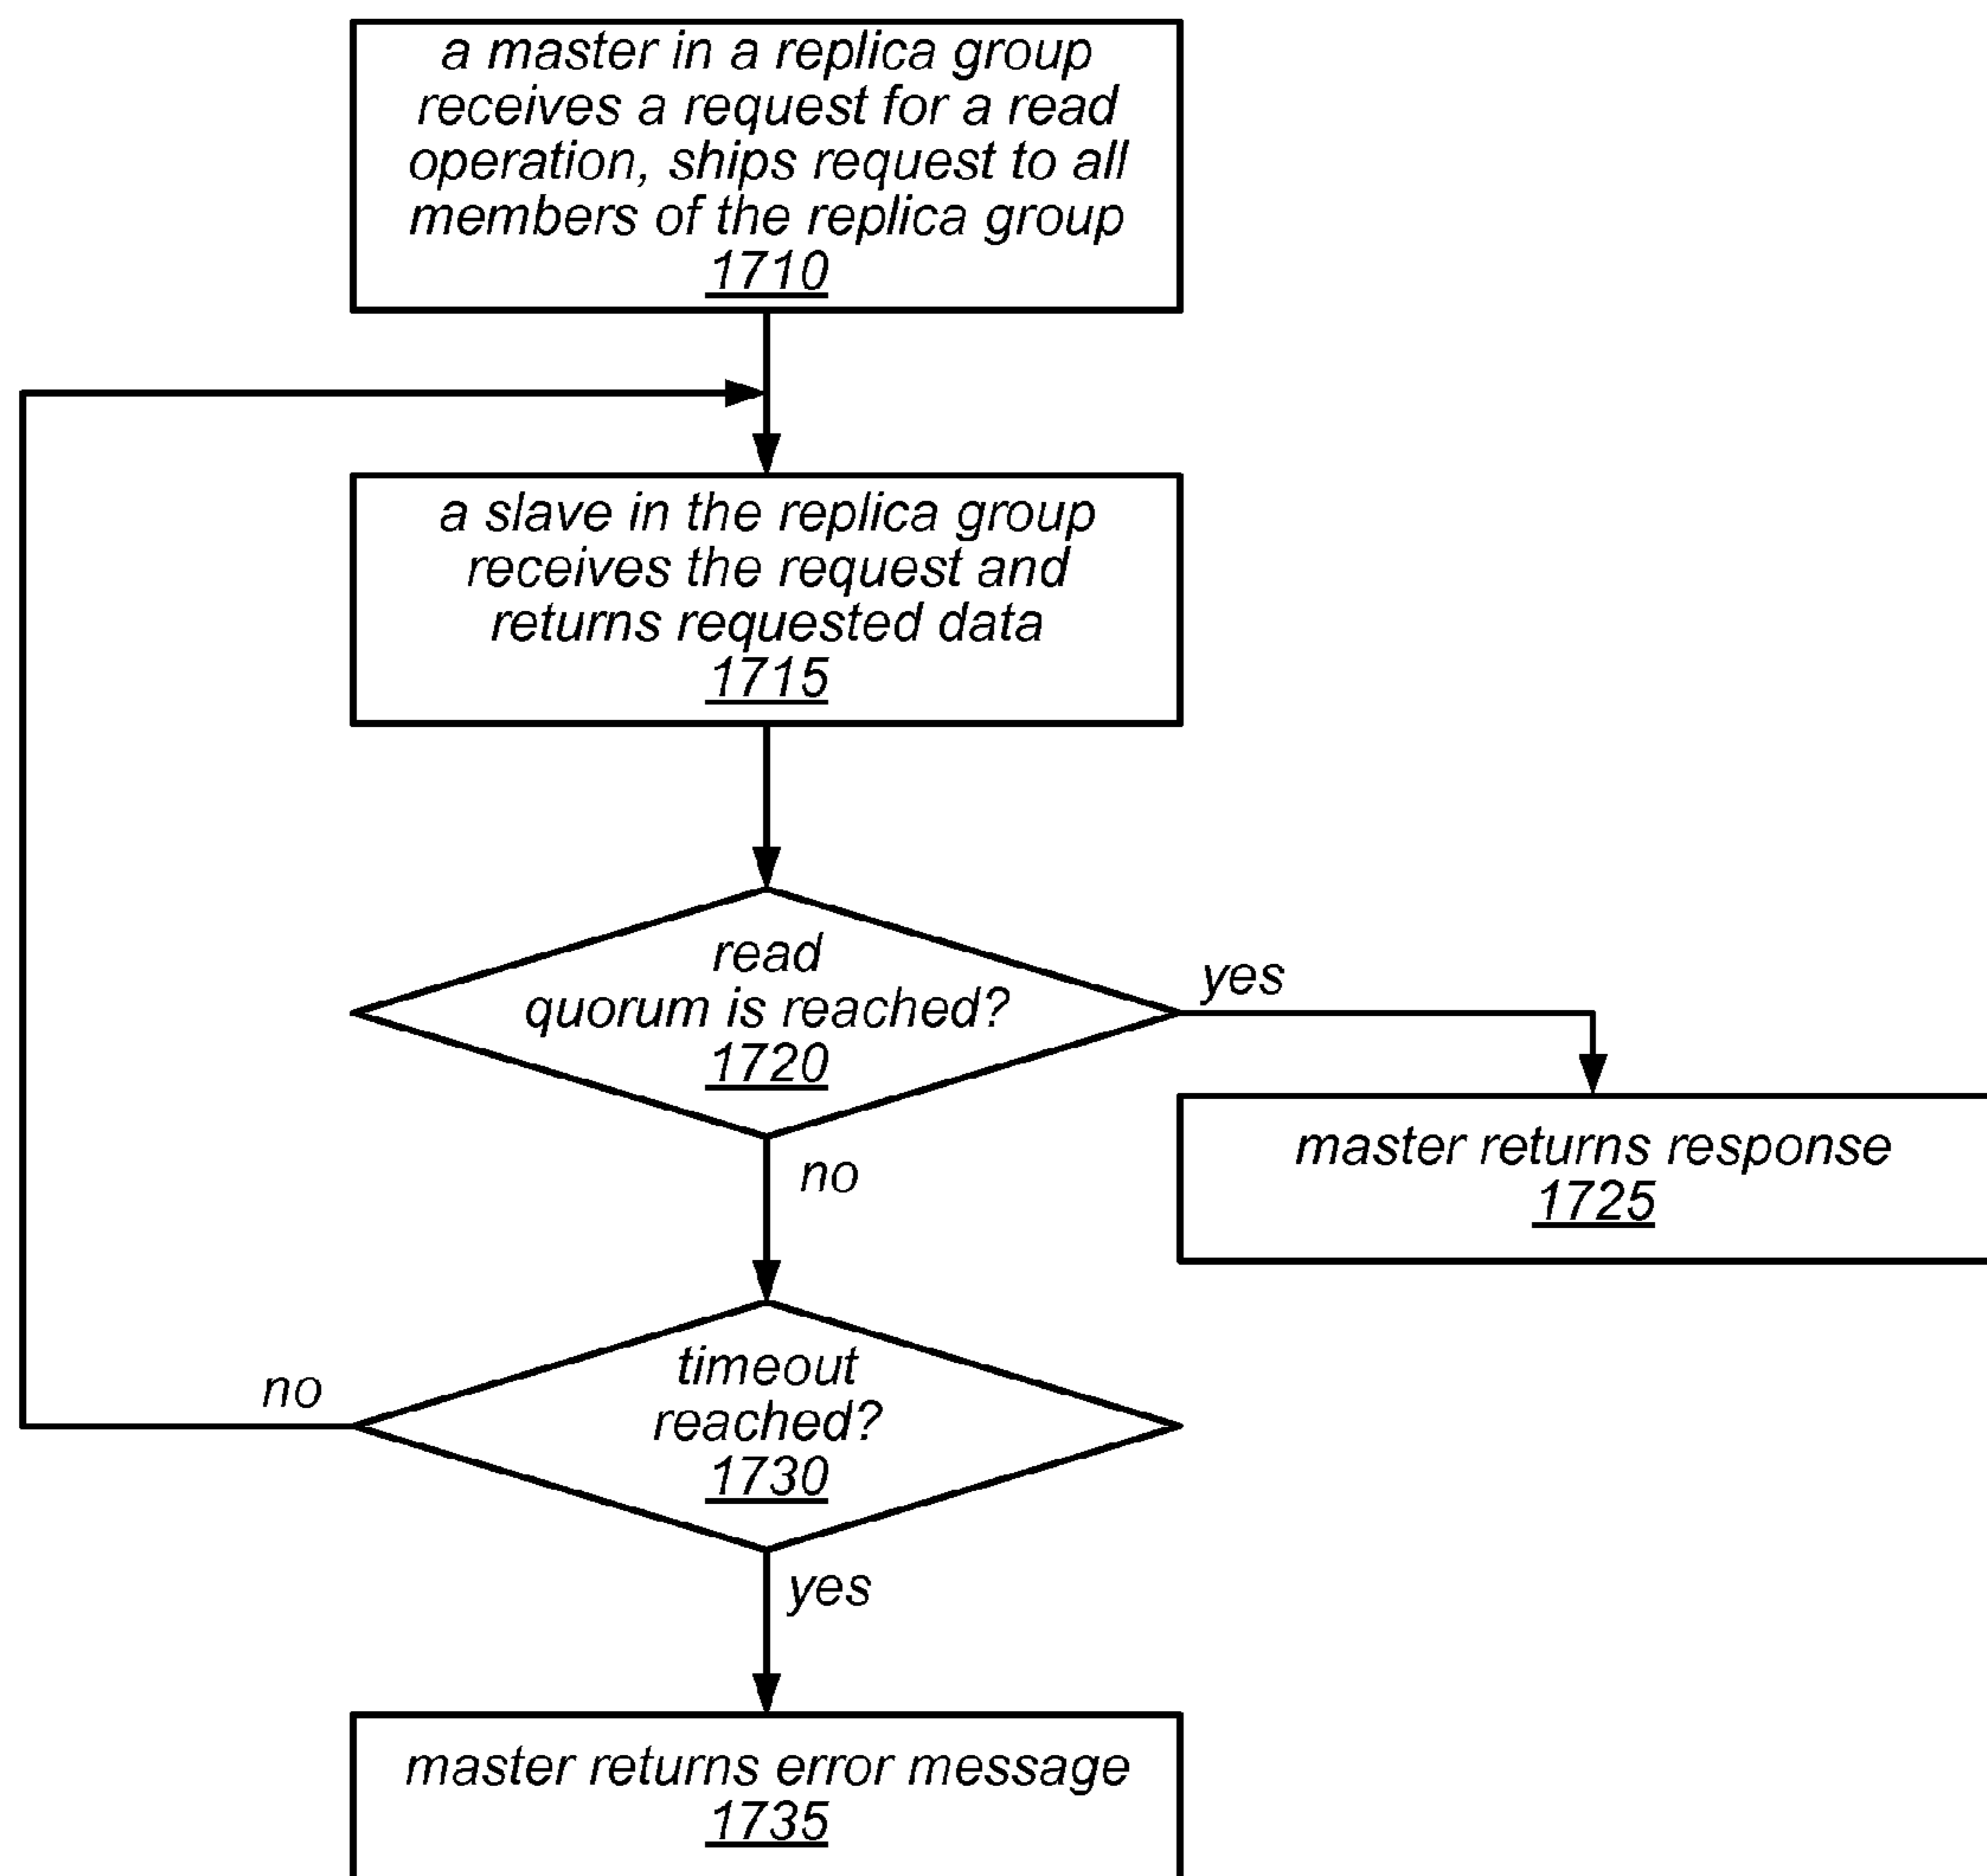 a master in a replica group
receives a request for a read
operation, ships request to all
members of the replica group
1710
a slave in the replica group
receives the request and
returns requested data
1715
read
quorum is reached?
1720
yes
no
master returns response
1725
timeout
reached?
1730
no
yes
master returns error message
1735